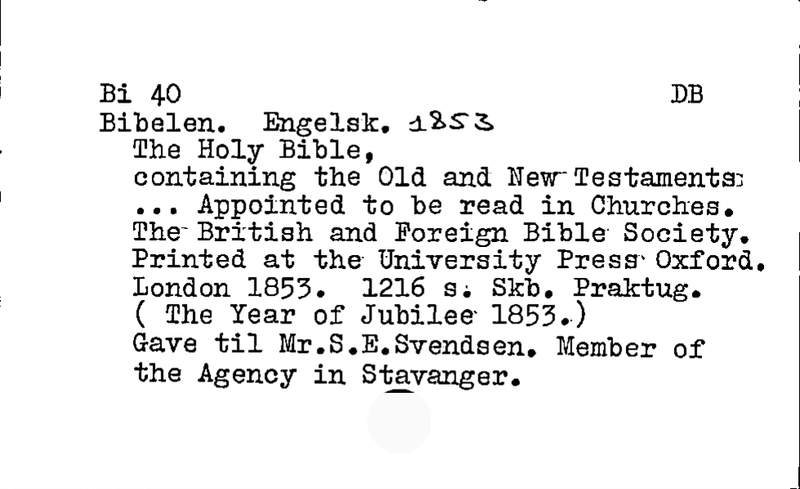 Bi 40 DB
Bibelen. Engelsk. 1853
The Holy Bible,
containing the Old and New Testaments:
... Appointed to be read in Churches.
The British and Foreign Bible Society.
Printed at the University Press Oxford.
London 1853. 1216 s. Skb. Praktug.
( The Year of Jubilee 1853.)
Gave til Mr.S.E.Svendsen. Member of
the Agency in Stavanger.